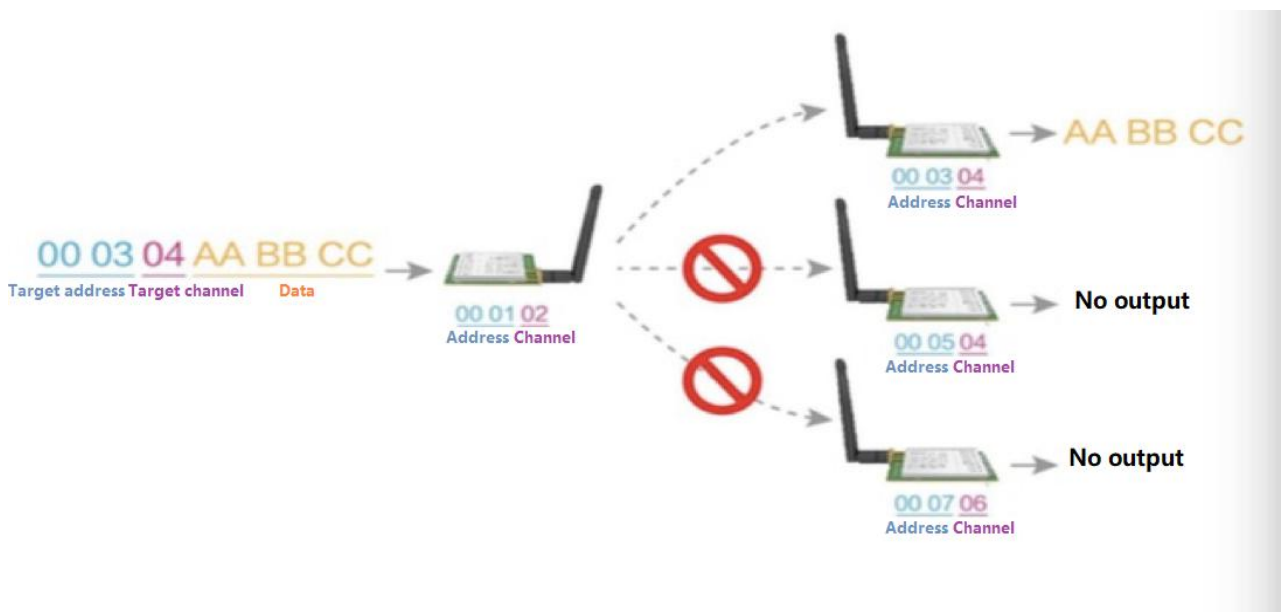 AA BB CC
00 03 04
Address Channel
00 03 04 AA BB CC
Target address Target channel Data
00 01 02
Address Channel
No output
00 05 04
Address Channel
No output
00 07 06
Address Channel